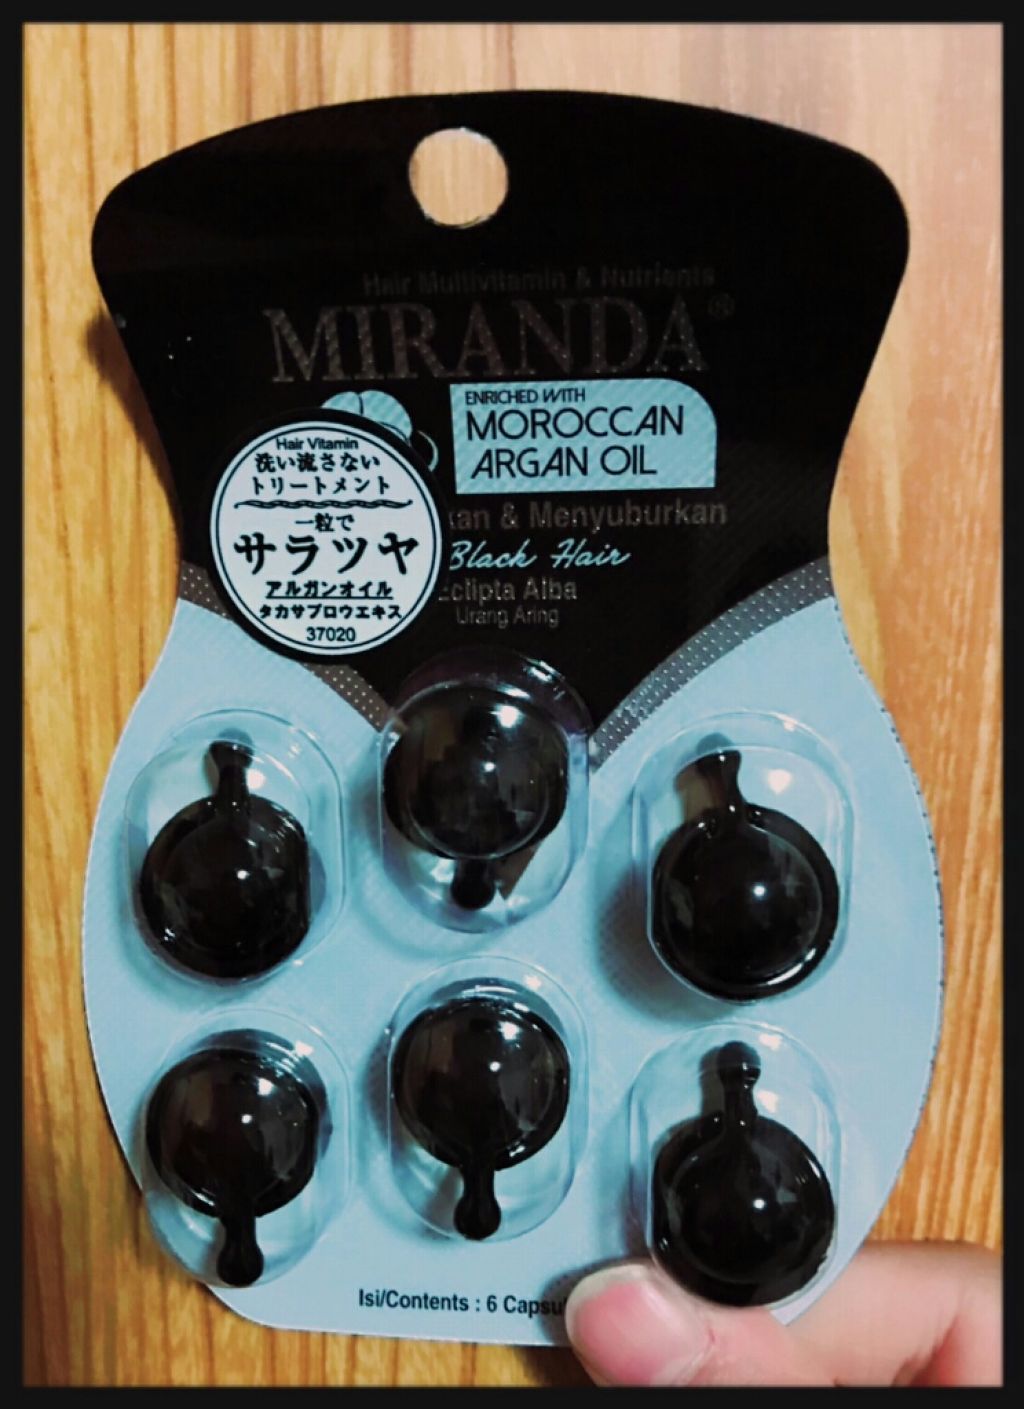 Hair Multivitamin & Nutrients
MIRANDA®
ENRICHED WITH
MOROCCAN
ARGAN OIL
& Menyuburkan
Black Hair
Eclipta Alba
Urang Aring
Hair Vitamin
洗い流さない
トリートメント
一粒で
サラツヤ
アルガンオイル
タカサブロウエキス
37020
Isi/Contents : 6